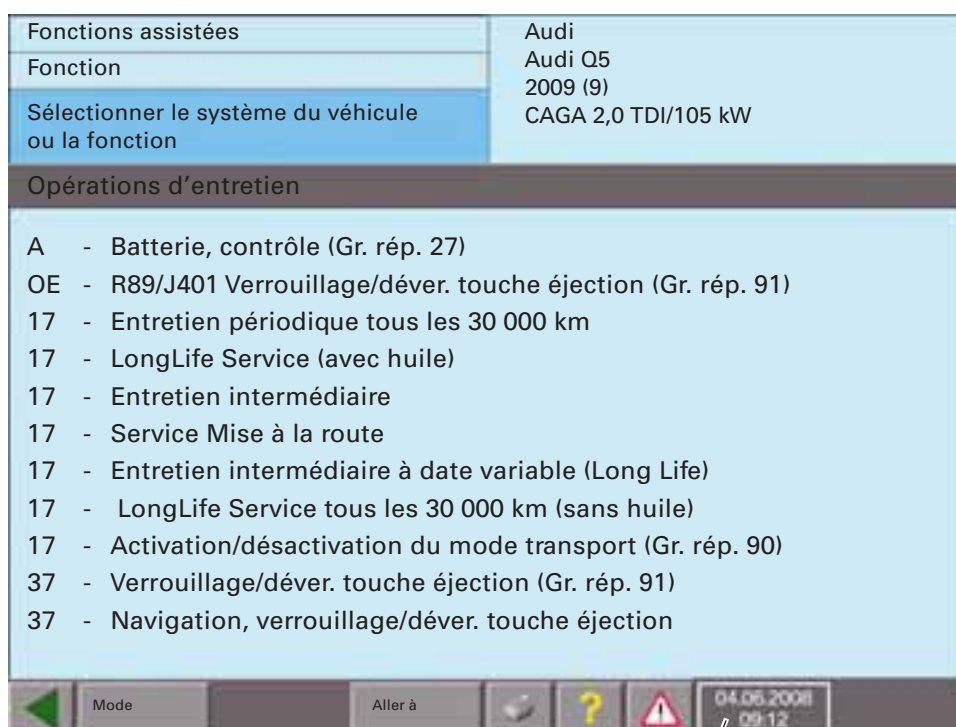 Fonctions assistées
Fonction
Sélectionner le système du véhicule
ou la fonction
Audi
Audi Q5
2009 (9)
CAGA 2,0 TDI/105 kW
Opérations d'entretien
A - Batterie, contrôle (Gr. rép. 27)
OE - R89/J401 Verrouillage/déver. touche éjection (Gr. rép. 91)
17 - Entretien périodique tous les 30 000 km
17 - LongLife Service (avec huile)
17 - Entretien intermédiaire
17 - Service Mise à la route
17 - Entretien intermédiaire à date variable (Long Life)
17 - LongLife Service tous les 30 000 km (sans huile)
17 - Activation/désactivation du mode transport (Gr. rép. 90)
37 - Verrouillage/déver. touche éjection (Gr. rép. 91)
37 - Navigation, verrouillage/déver. touche éjection
Mode
Aller à
?
04.06.2008
09:12